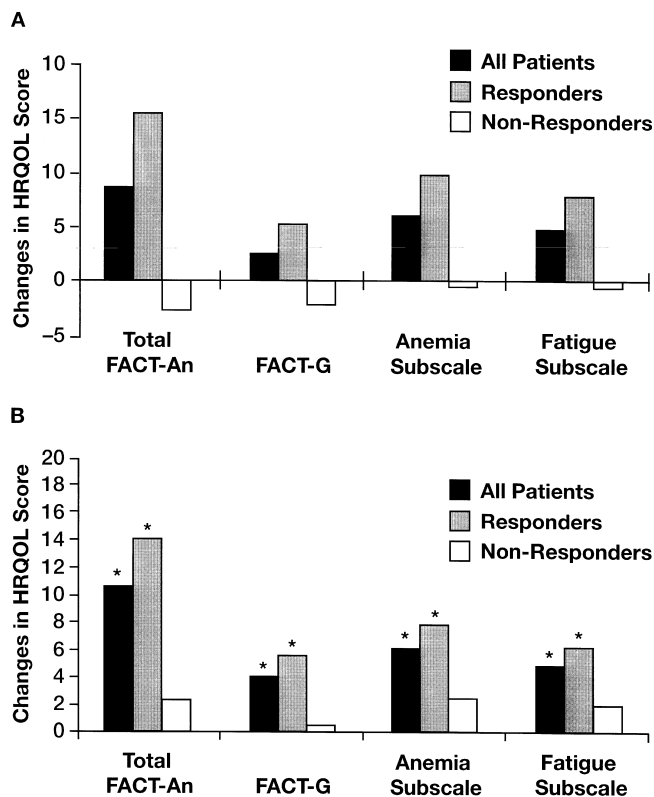 A
Changes in HRQOL Score
10
15
10
5
0
−5
All Patients
Responders
Non-Responders
Total
FACT-An
FACT-G
Anemia
Subscale
Fatigue
Subscale
B
Changes in HRQOL Score
20
18
16
14
12
10
8
6
4
2
0
All Patients
Responders
Non-Responders
* *
* *
* *
* *
Total
FACT-An
FACT-G
Anemia
Subscale
Fatigue
Subscale